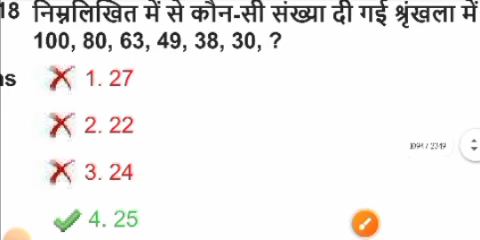 18 निम्नलिखित में से कौन-सी संख्या दी गई श्रृंखला में
100, 80, 63, 49, 38, 30, ?
1. 27
2. 22
3. 24
4. 25